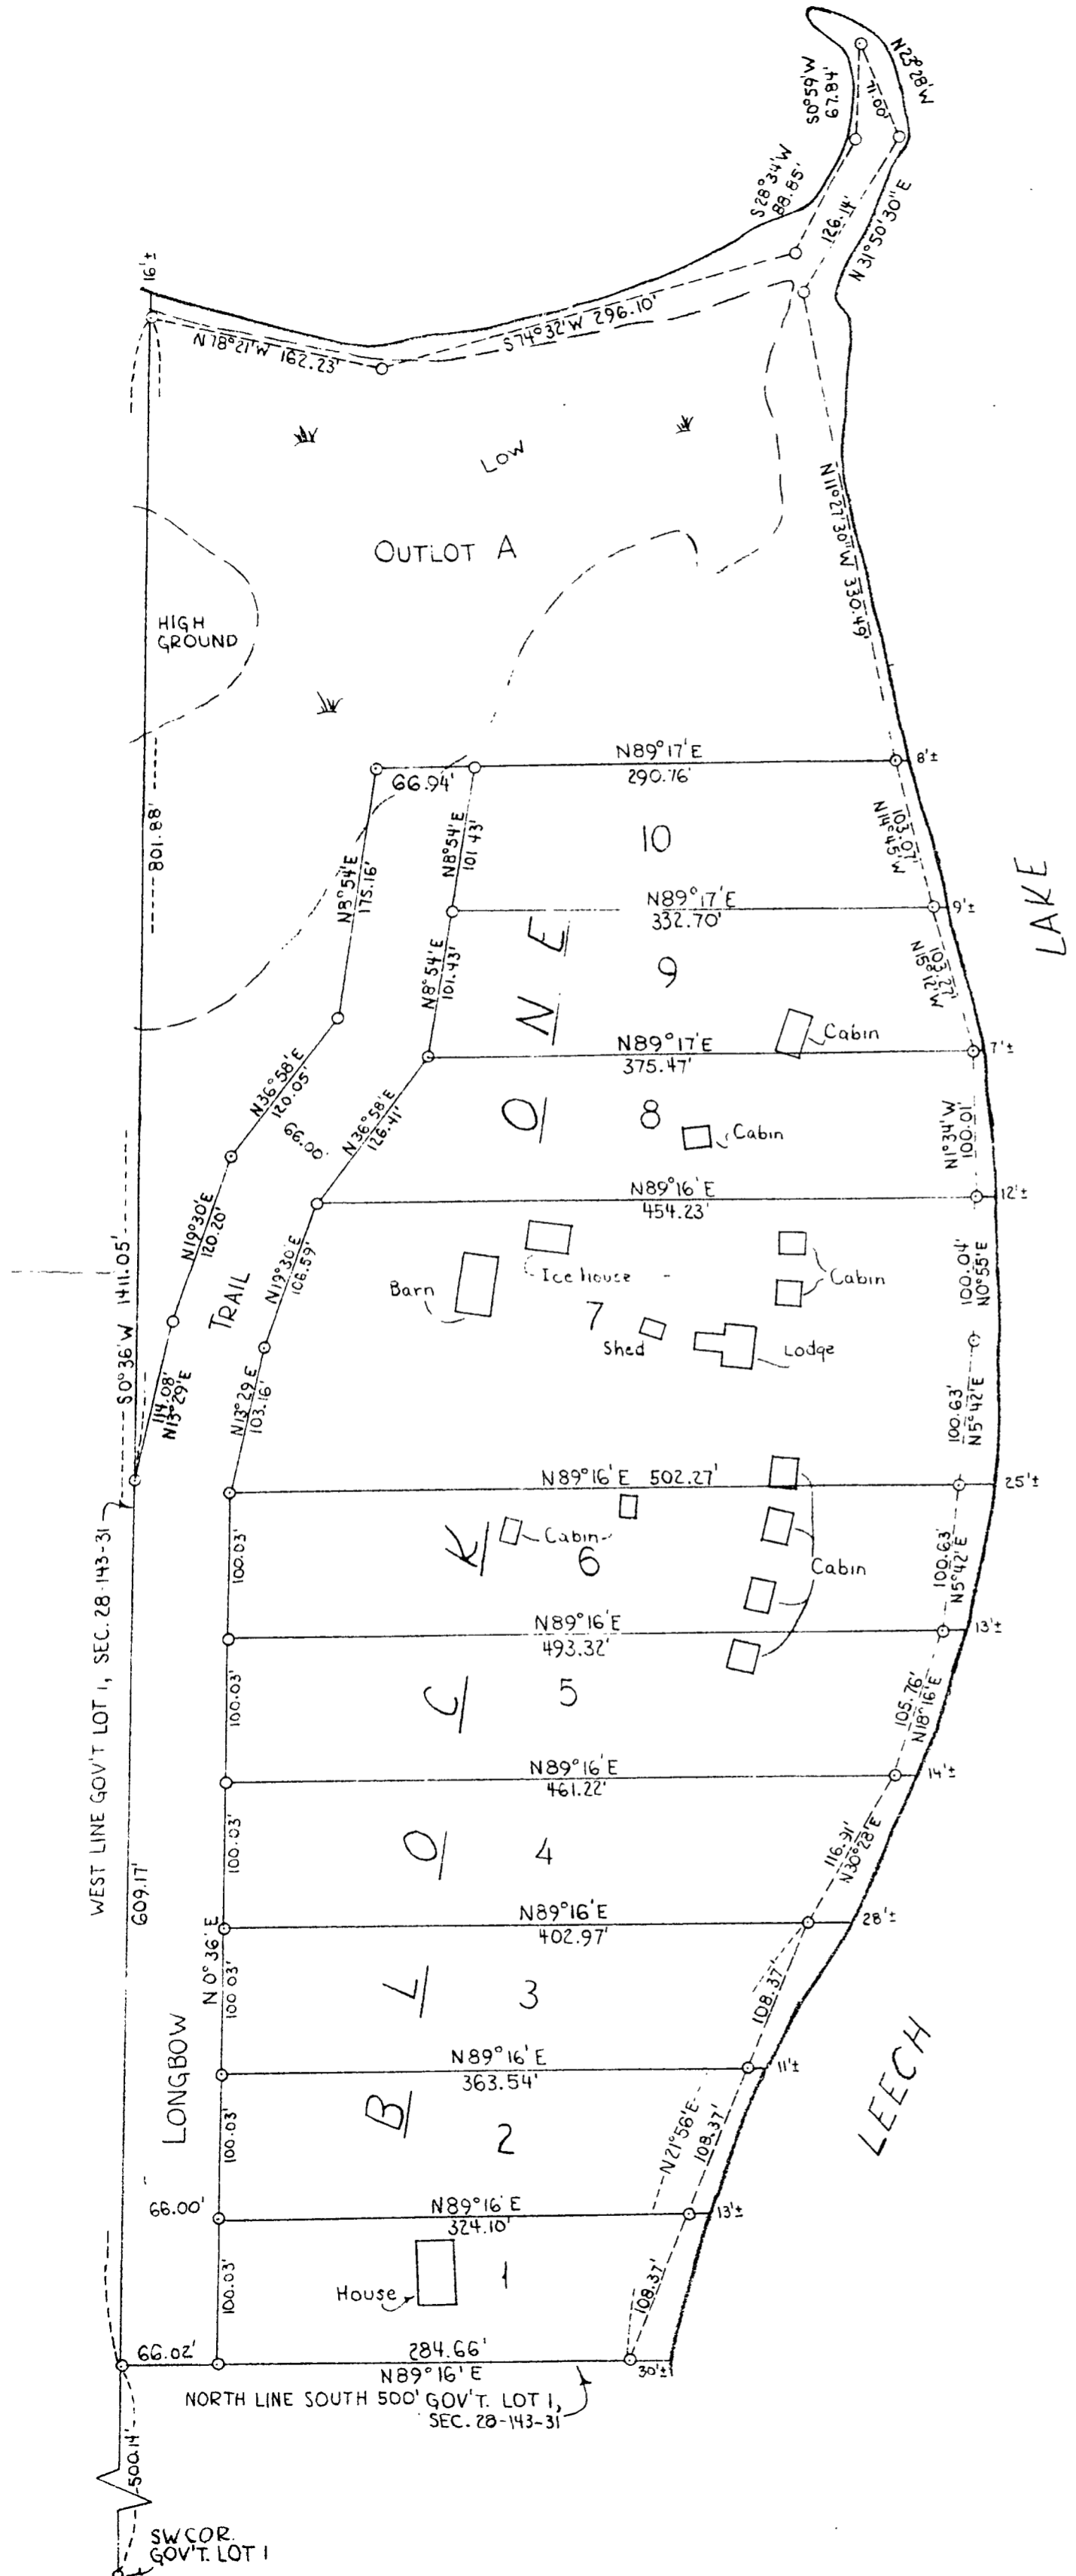 N23°28'W
71.00'
S0°59'W
67.84'
S28°34'W
88.85'
126.14'
N31°50'30"E
16'±
N78°21'W 162.23'
S74°32'W 296.10'
LOW
OUTLOT A
N11°27'30"W 330.49'
HIGH
GROUND
801.88'
66.94'
N89°17'E
290.76'
8'±
10
N8°54'E
101.43'
N8°54'E
175.16'
103.07'
N14°45'W
LAKE
N89°17'E
332.70'
9'±
9
N8°54'E
101.43'
N15°21'W
Cabin
N89°17'E
375.47'
7'±
N36°58'E
120.05'
66.00'
N36°58'E
126.41'
8
Cabin
N1°34'W
100.01'
N89°16'E
454.23'
12'±
N19°30'E
120.20'
TRAIL
N19°30'E
106.59'
Barn
Ice house
7
Shed
Lodge
Cabin
100.04'
N0°55'E
S0°36'W 1411.05'
114.08'
N13°29'E
N13°29'E
103.16'
100.63'
N5°42'E
N89°16'E 502.27'
25'±
100.03'
Cabin
6
Cabin
100.63'
N5°42'E
N89°16'E
493.32'
13'±
WEST LINE GOV'T LOT 1, SEC. 28-143-31
100.03'
5
105.76'
N18°16'E
N89°16'E
461.22'
14'±
609.17'
100.03'
4
116.91'
N30°28'E
N89°16'E
402.97'
28'±
N0°36'E
100.03'
3
108.37'
BLOCK ONE
LONGBOW
N89°16'E
363.54'
11'±
LEECH
100.03'
2
N21°56'E
108.37'
66.00'
N89°16'E
324.10'
13'±
100.03'
House
1
108.37'
66.02'
284.66'
N89°16'E
30'±
NORTH LINE SOUTH 500' GOV'T. LOT 1,
SEC. 28-143-31
500.14'
SW COR.
GOV'T. LOT 1